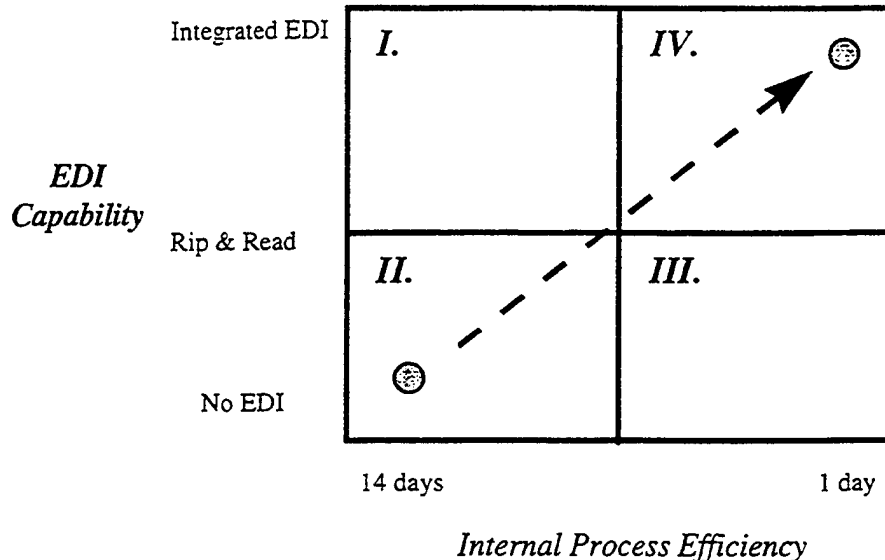 Integrated EDI
I.
IV.
EDI
Capability
Rip & Read
II.
III.
No EDI
14 days
1 day
Internal Process Efficiency